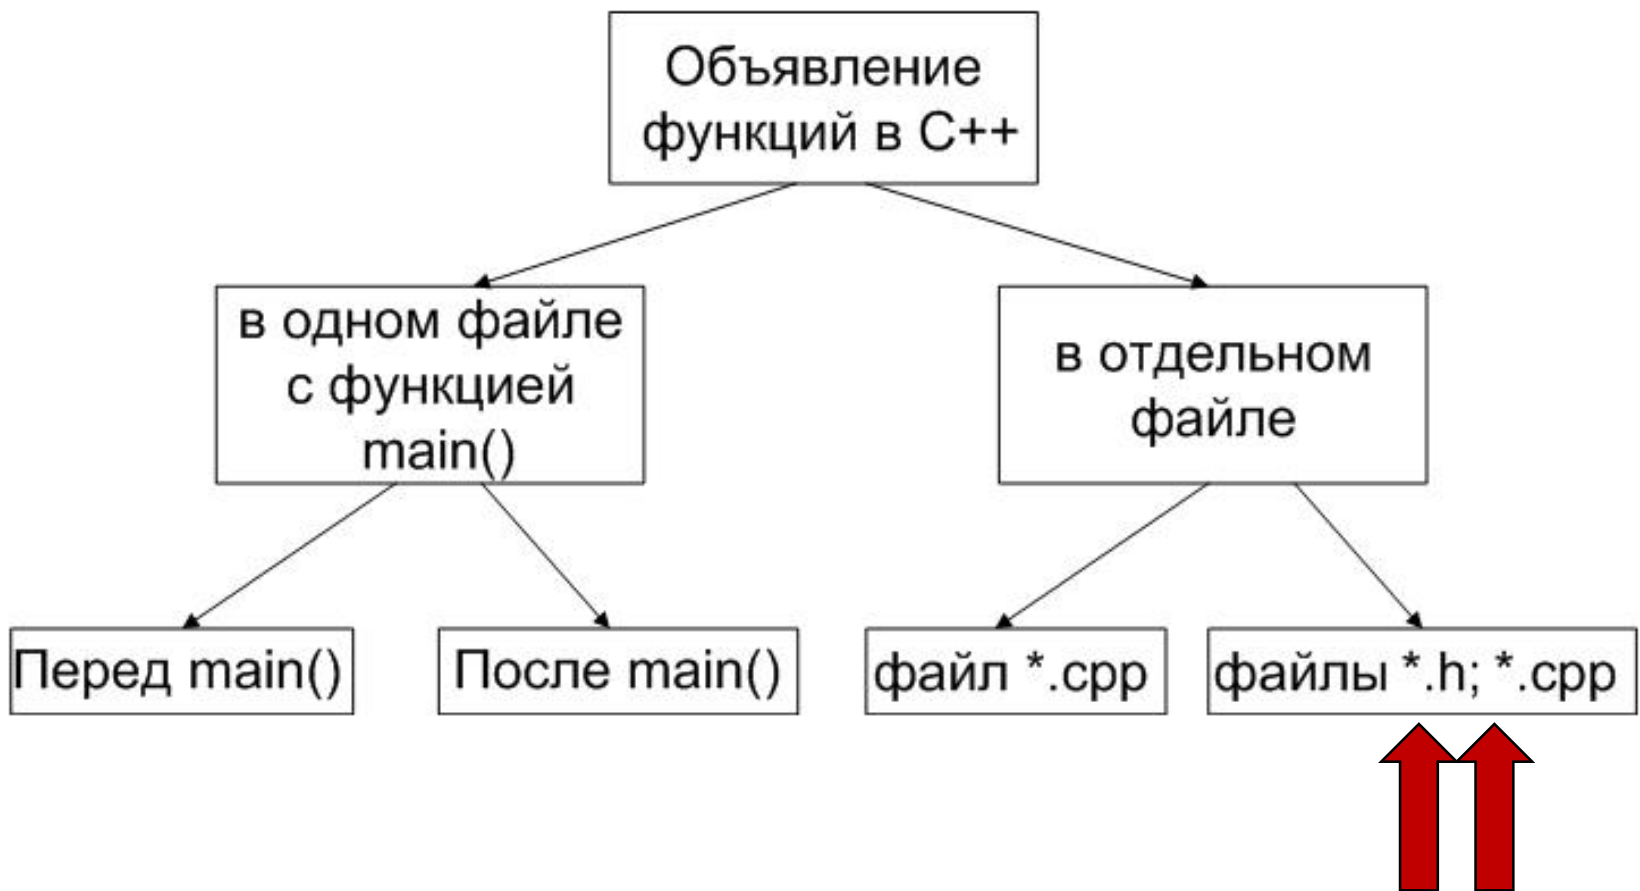 Объявление
функций в C++
в одном файле
с функцией
main()
в отдельном
файле
Перед main()
После main()
файл *.cpp
файлы *.h; *.cpp